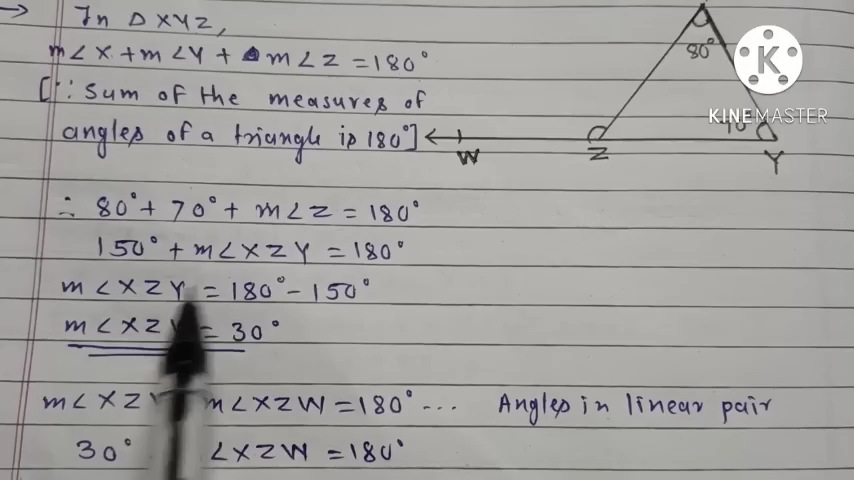 → In Δ XYZ,
m∠X + m∠Y + m∠Z = 180°
[∵ Sum of the measures of
angles of a triangle is 180°]
80°
K
KINEMASTER
W
Z
Y
∴ 80° + 70° + m∠Z = 180°
150° + m∠XZY = 180°
m∠XZY = 180° - 150°
m∠XZY = 30°
m∠XZ m∠XZW = 180° ... Angles in linear pair
30° ∠XZW = 180°